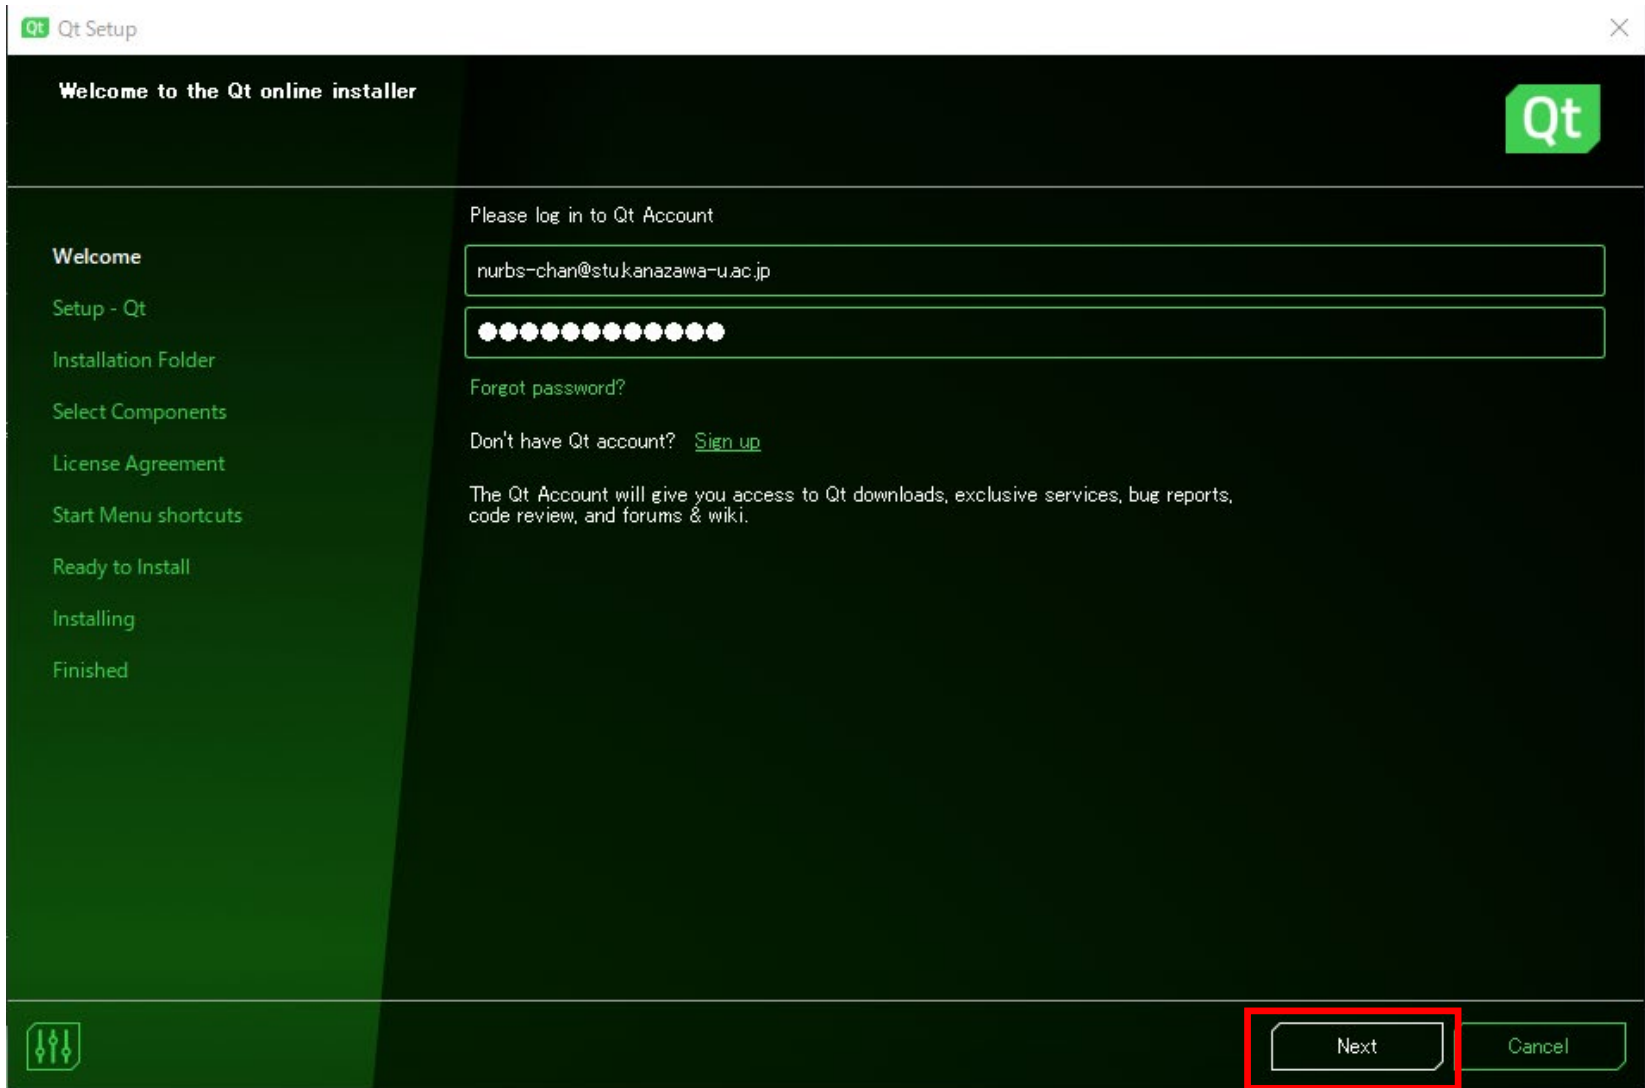 Qt Qt Setup
Welcome to the Qt online installer
Qt
Welcome
Setup - Qt
Installation Folder
Select Components
License Agreement
Start Menu shortcuts
Ready to Install
Installing
Finished
Please log in to Qt Account
nurbs-chan@stu.kanazawa-u.ac.jp
●●●●●●●●●●●●
Forgot password?
Don't have Qt account? Sign up
The Qt Account will give you access to Qt downloads, exclusive services, bug reports,
code review, and forums & wiki.
Next
Cancel